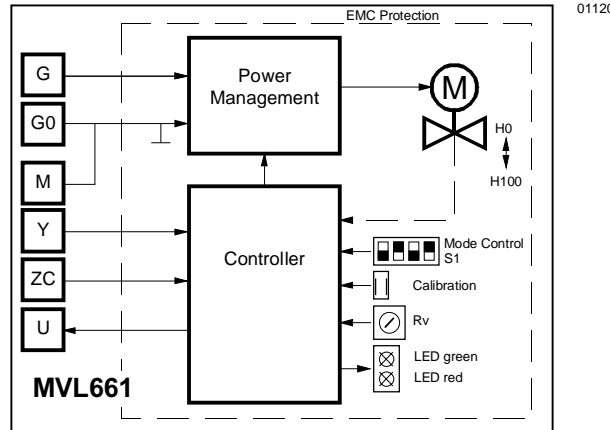 EMC Protection
01120
G
Power
Management
M
G0
H0
H100
M
Y
Controller
Mode Control
S1
ZC
Calibration
U
Rv
LED green
LED red
MVL661